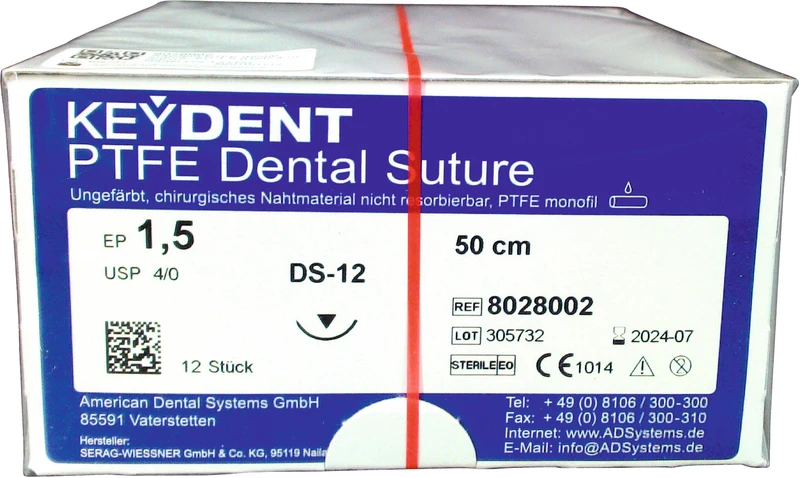 KEYDENT
PTFE Dental Suture
Ungefärbt, chirurgisches Nahtmaterial nicht resorbierbar, PTFE monofil
EP 1,5
USP 4/0
DS-12
50 cm
REF 8028002
LOT 305732 2024-07
12 Stück
STERILE EO CE 1014
American Dental Systems GmbH
85591 Vaterstetten
Hersteller:
SERAG-WIESSNER GmbH & Co. KG, 95119 Naila
Tel: + 49 (0) 8106 / 300-300
Fax: + 49 (0) 8106 / 300-310
Internet: www.ADSystems.de
E-Mail: info@ADSystems.de